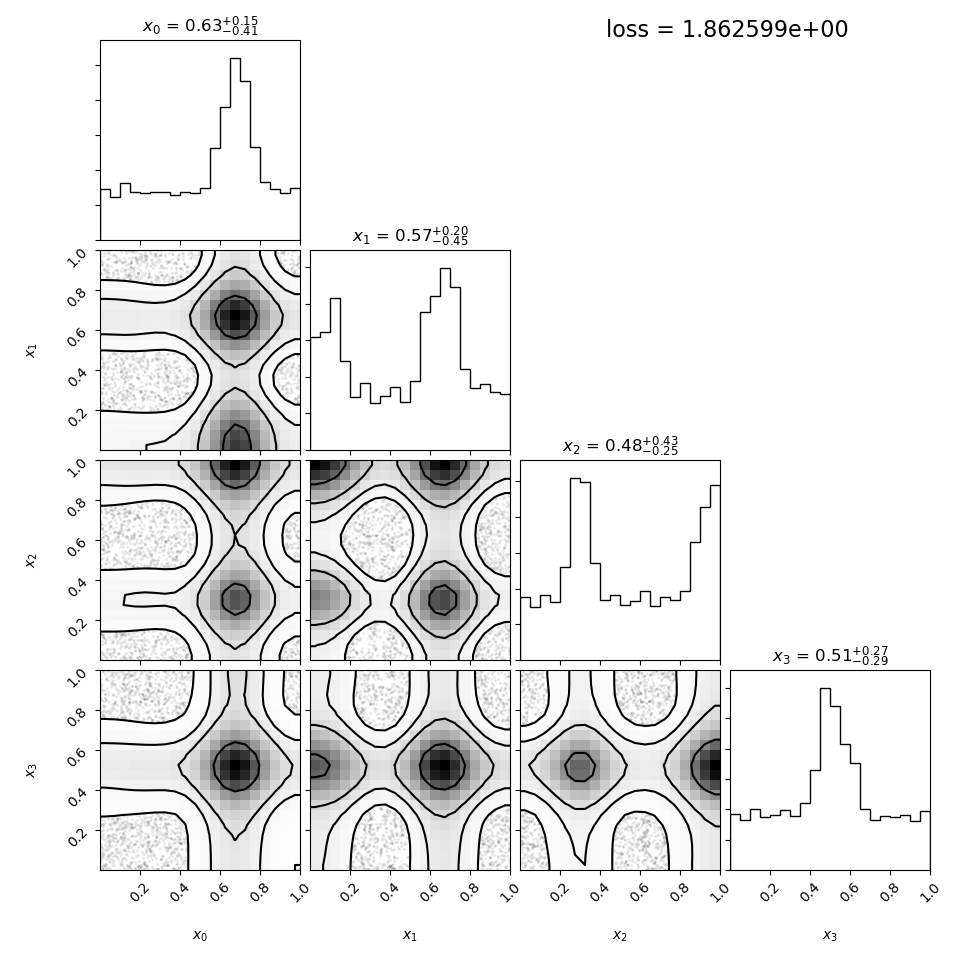 x₀ = 0.63+0.15−0.41
loss = 1.862599e+00
x₁ = 0.57+0.20−0.45
1.0
0.8
0.6
0.4
0.2
x₁
x₂ = 0.48+0.43−0.25
1.0
0.8
0.6
0.4
0.2
x₂
x₃ = 0.51+0.27−0.29
1.0
0.8
0.6
0.4
0.2
x₃
0.2 0.4 0.6 0.8 1.0 0.2 0.4 0.6 0.8 1.0 0.2 0.4 0.6 0.8 1.0 0.2 0.4 0.6 0.8 1.0
x₀ x₁ x₂ x₃